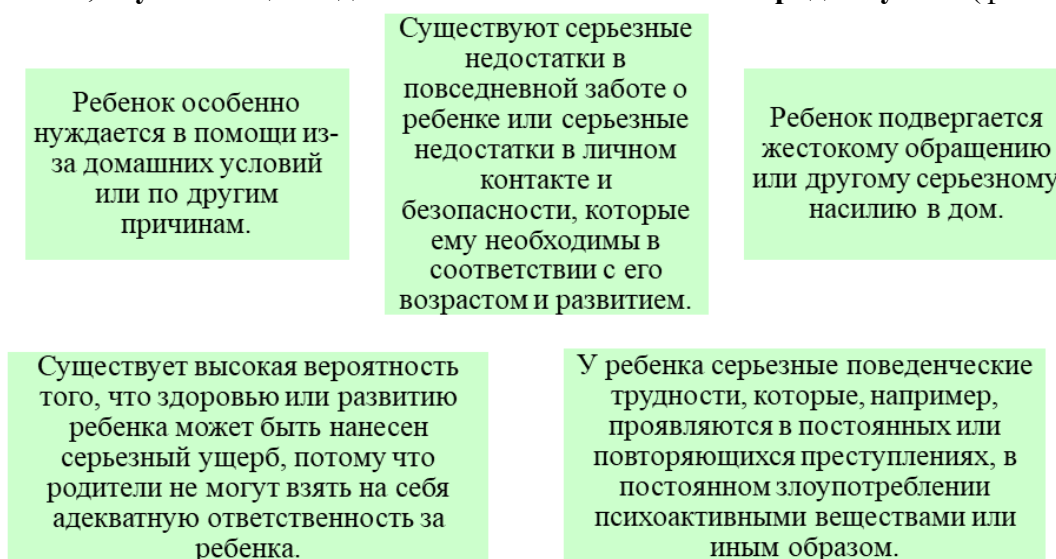 Ребенок особенно
нуждается в помощи из-
за домашних условий
или по другим
причинам.
Существуют серьезные
недостатки в
повседневной заботе о
ребенке или серьезные
недостатки в личном
контакте и
безопасности, которые
ему необходимы в
соответствии с его
возрастом и развитием.
Ребенок подвергается
жестокому обращению
или другому серьезному
насилию в дом.
Существует высокая вероятность
того, что здоровью или развитию
ребенка может быть нанесен
серьезный ущерб, потому что
родители не могут взять на себя
адекватную ответственность за
ребенка.
У ребенка серьезные поведенческие
трудности, которые, например,
проявляются в постоянных или
повторяющихся преступлениях, в
постоянном злоупотреблении
психоактивными веществами или
иным образом.